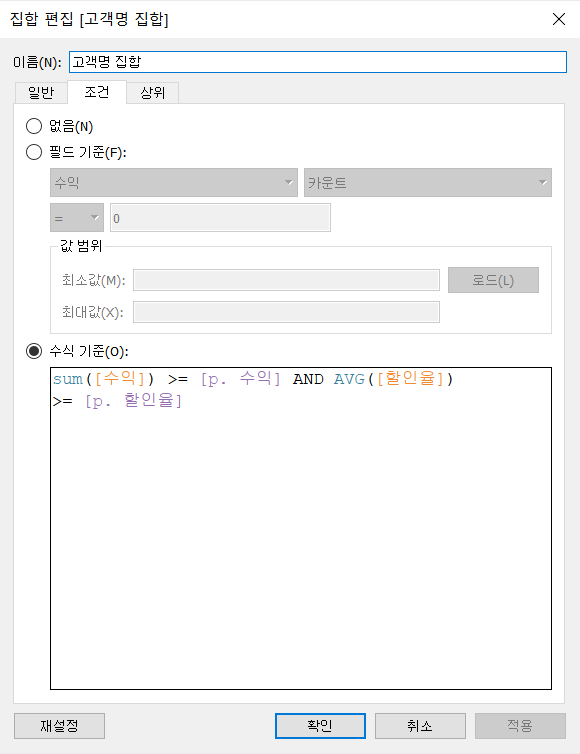 집합 편집 [고객명 집합]
이름(N): 고객명 집합
일반 조건 상위
없음(N)
필드 기준(F):
수익 카운트
= 0
값 범위
최소값(M): 로드(L)
최대값(X):
수식 기준(O):
sum([수익]) >= [p. 수익] AND AVG([할인율])
>= [p. 할인율]
재설정 확인 취소 적용